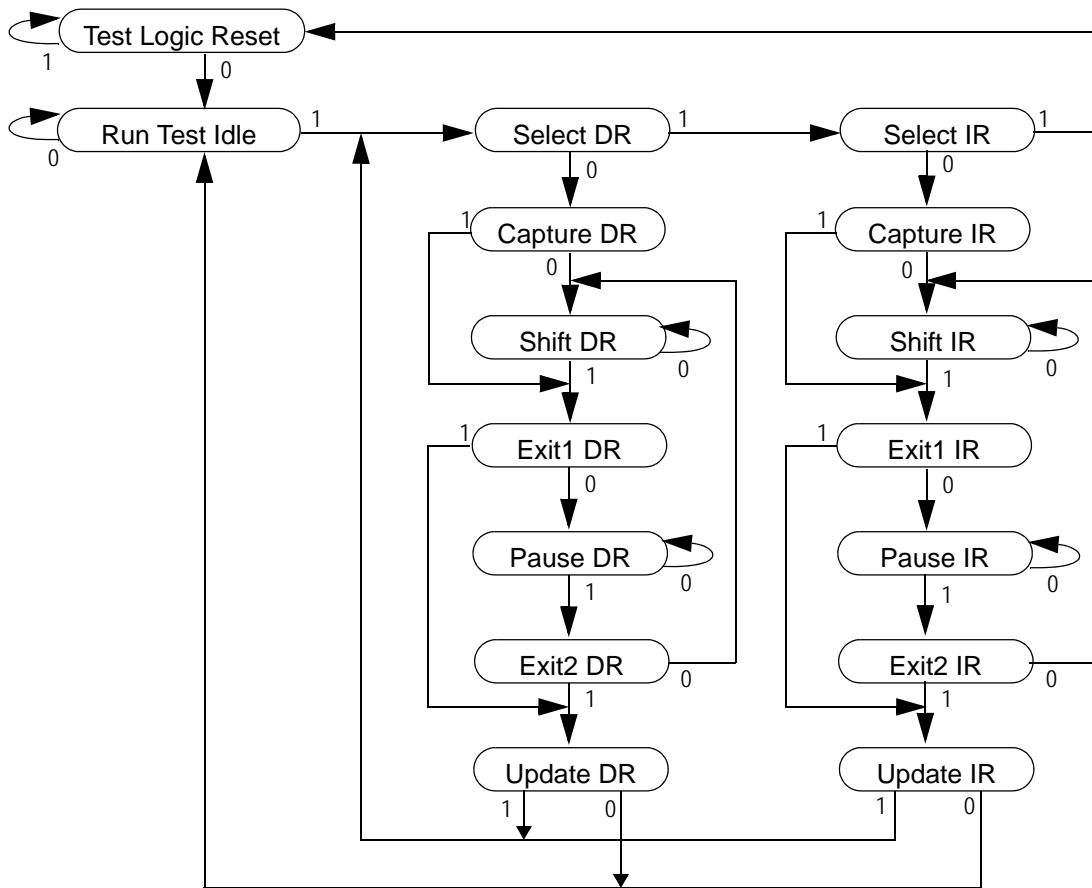 Test Logic Reset
1
0
Run Test Idle
1
0
Select DR
1
0
Select IR
1
0
Capture DR
1
0
Capture IR
1
0
Shift DR
0
1
Shift IR
0
1
Exit1 DR
1
0
Exit1 IR
1
0
Pause DR
0
1
Pause IR
0
1
Exit2 DR
0
1
Exit2 IR
0
1
Update DR
1
0
Update IR
1
0